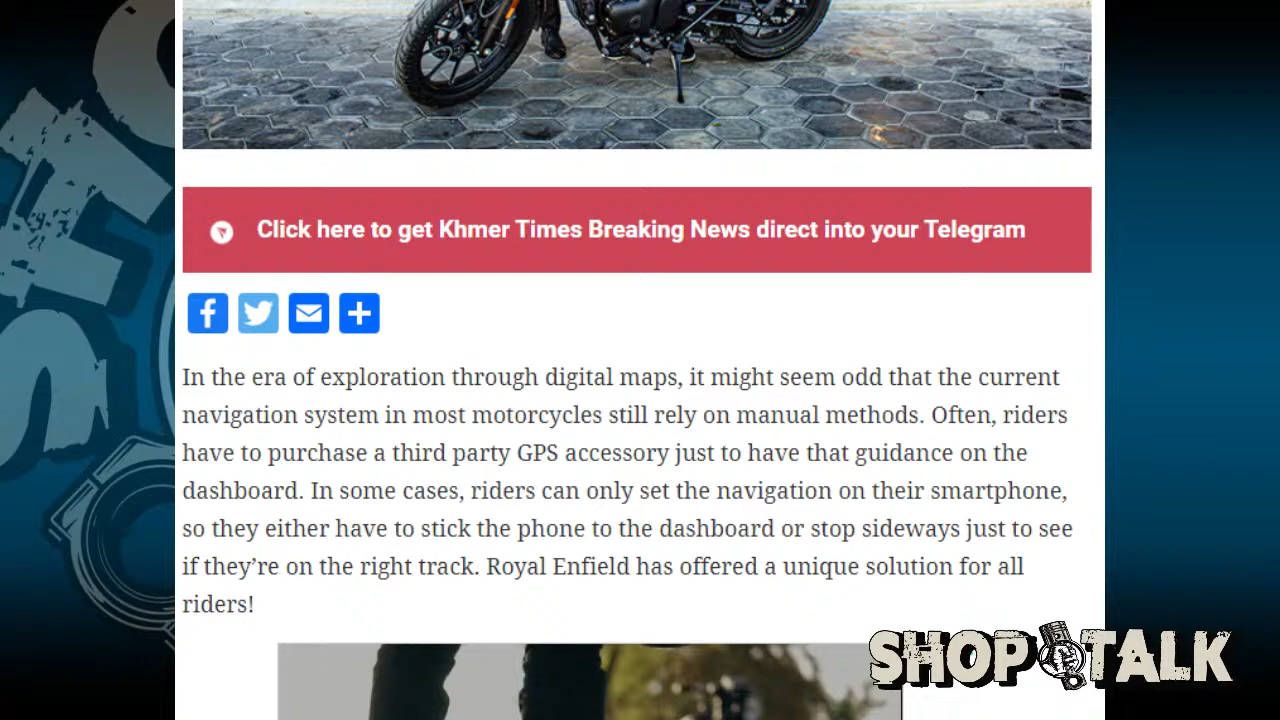 Click here to get Khmer Times Breaking News direct into your Telegram
In the era of exploration through digital maps, it might seem odd that the current
navigation system in most motorcycles still rely on manual methods. Often, riders
have to purchase a third party GPS accessory just to have that guidance on the
dashboard. In some cases, riders can only set the navigation on their smartphone,
so they either have to stick the phone to the dashboard or stop sideways just to see
if they’re on the right track. Royal Enfield has offered a unique solution for all
riders!
SHOP TALK